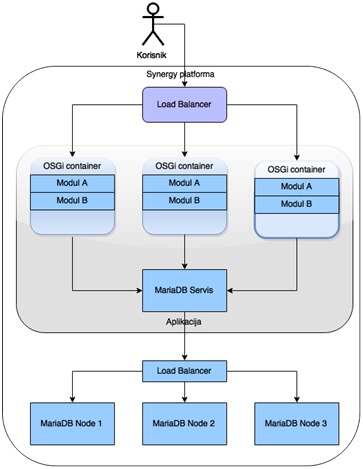 Korisnik
Synergy platforma
Load Balancer
OSGi container
Modul A
Modul B
OSGi container
Modul A
Modul B
OSGi container
Modul A
Modul B
MariaDB Servis
Aplikacija
Load Balancer
MariaDB Node 1
MariaDB Node 2
MariaDB Node 3